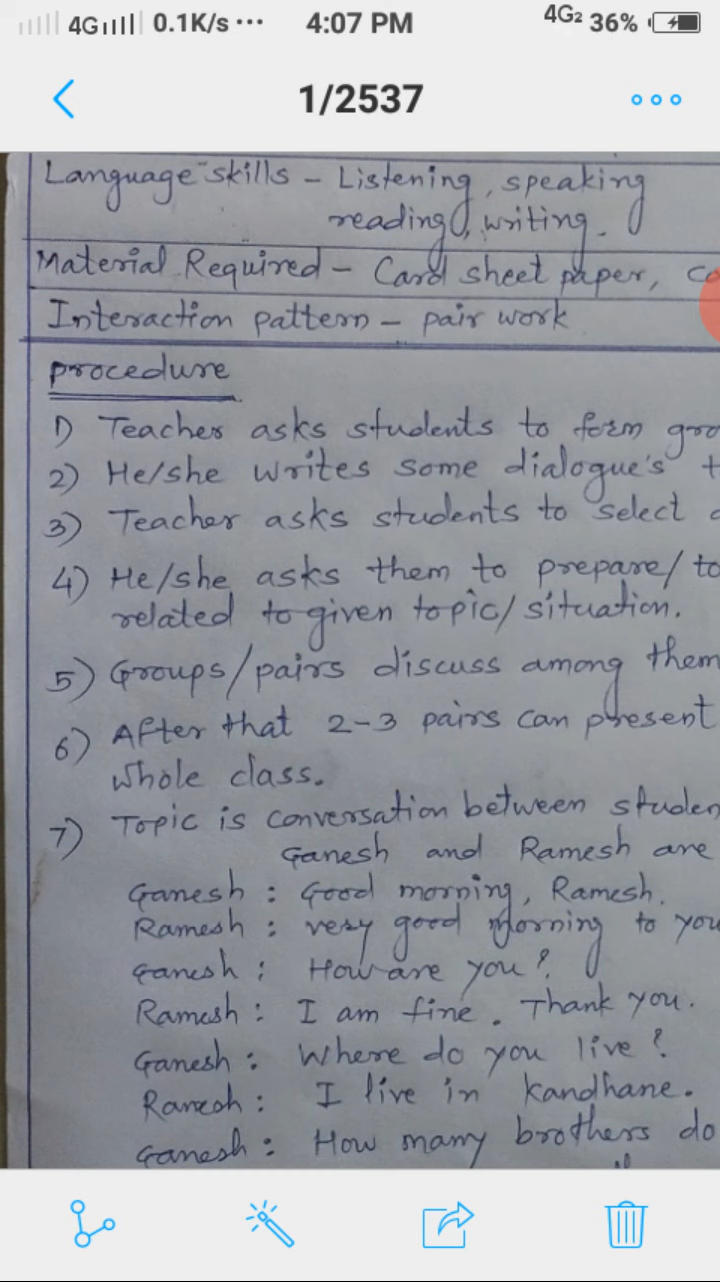 4G 0.1K/s ... 4:07 PM 4G2 36%
1/2537
Language skills - Listening, speaking
reading, writing.
Material Required - Card sheet paper,
Interaction pattern - pair work
procedure
1) Teacher asks students to form
2) He/she writes some dialogue's
3) Teacher asks students to select
4) He/she asks them to prepare/
related to given topic/situation.
5) Groups/pairs discuss among them
6) After that 2-3 pairs can present
whole class.
7) Topic is conversation between
Ganesh and Ramesh are
Ganesh : Good morning, Ramesh.
Ramesh : very good morning to you
Ganesh : How are you?
Ramesh : I am fine. Thank you.
Ganesh : Where do you live?
Ramesh : I live in kandhane.
Ganesh : How many brothers do